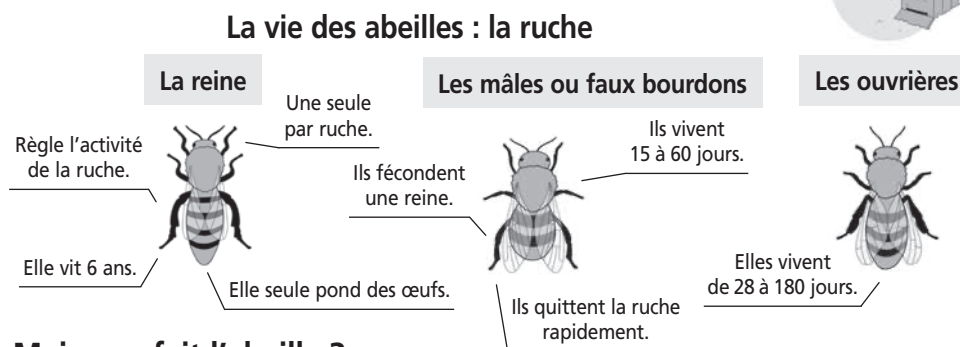 La vie des abeilles : la ruche
La reine
Les mâles ou faux bourdons
Les ouvrières
Une seule
par ruche.
Règle l’activité
de la ruche.
Elle vit 6 ans.
Elle seule pond des œufs.
Ils vivent
15 à 60 jours.
Ils fécondent
une reine.
Ils quittent la ruche
rapidement.
Elles vivent
de 28 à 180 jours.